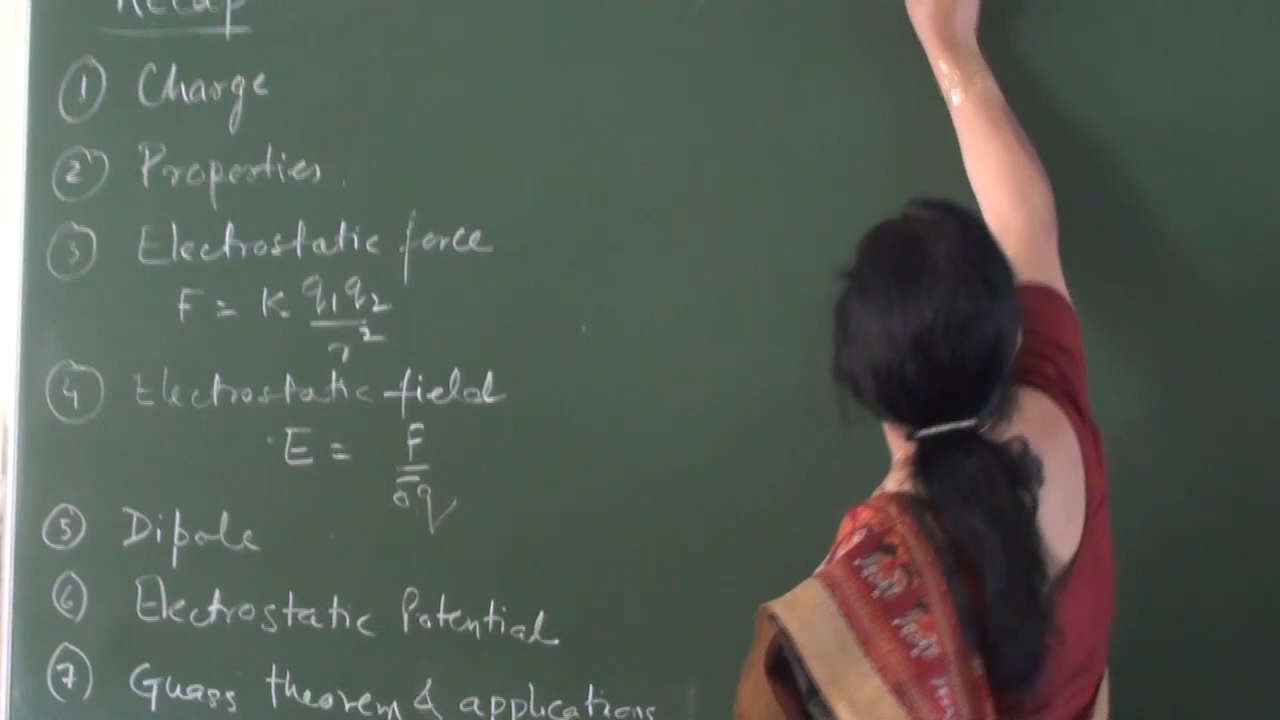 Recap
① Charge
② Properties.
③ Electrostatic force
F = K q₁q₂ / r²
④ Electrostatic field
E = F / q
⑤ Dipole
⑥ Electrostatic Potential
⑦ Guass theorem & applications